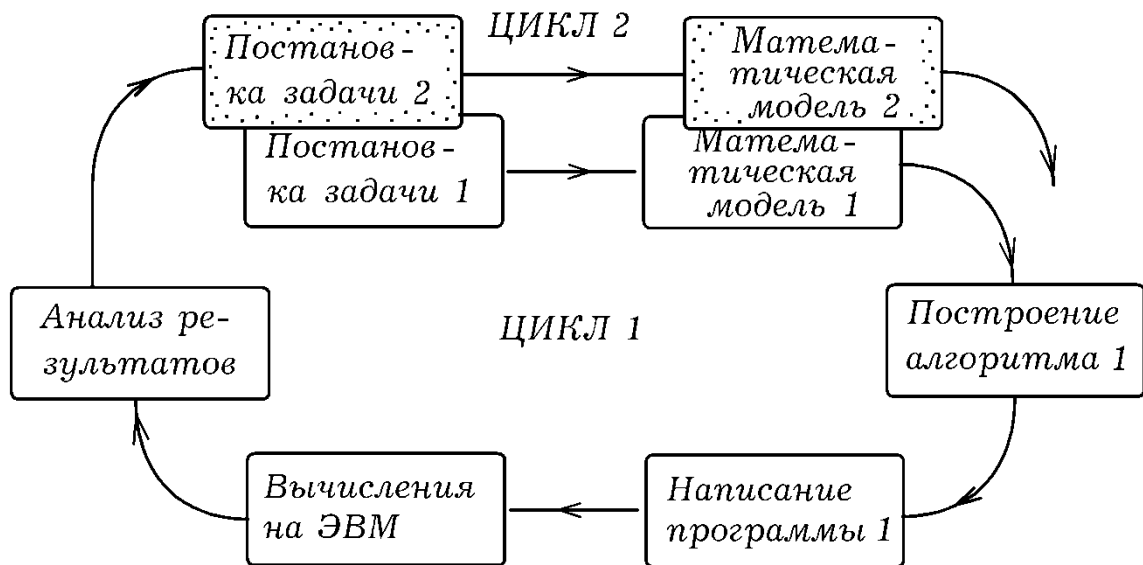 ЦИКЛ 2
Постанов-
ка задачи 2
Матема-
тическая
модель 2
Постанов-
ка задачи 1
Матема-
тическая
модель 1
Анализ ре-
зультатов
ЦИКЛ 1
Построение
алгоритма 1
Вычисления
на ЭВМ
Написание
программы 1